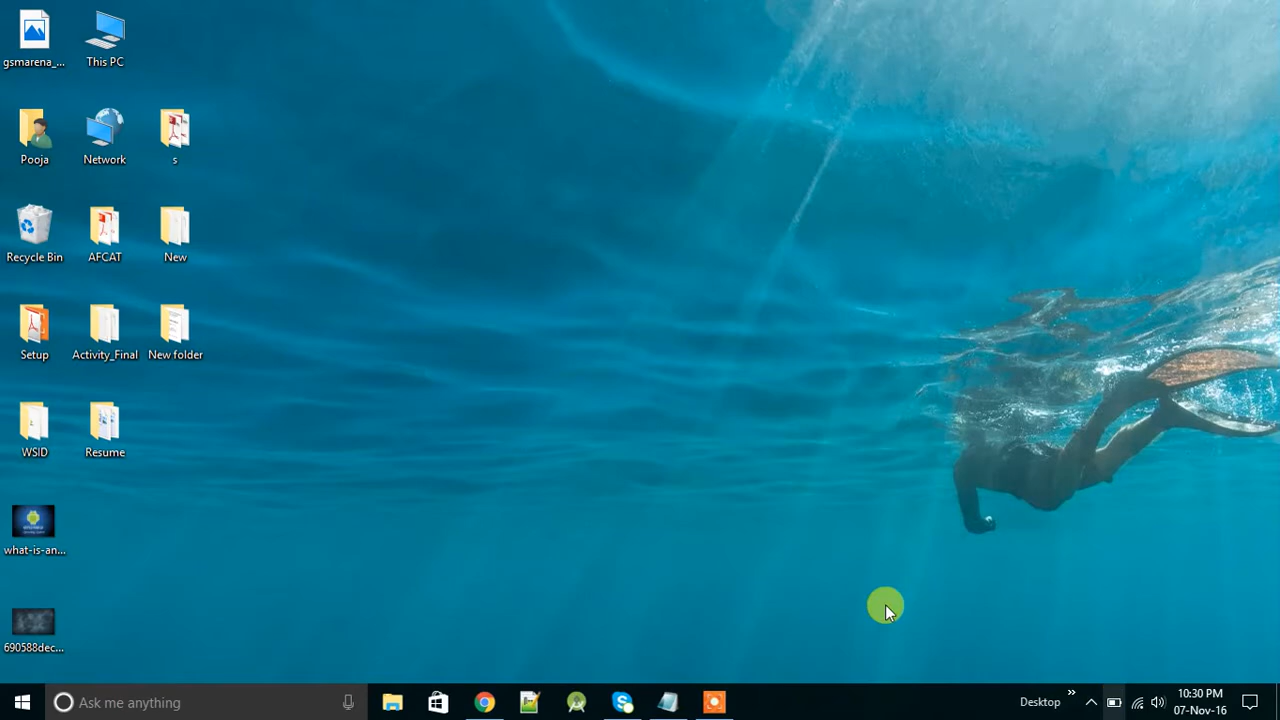 gsmarena_...
This PC
Pooja
Network
s
Recycle Bin
AFCAT
New
Setup
Activity_Final
New folder
WSID
Resume
what-is-an...
690588dec...
Ask me anything
Desktop
10:30 PM
07-Nov-16